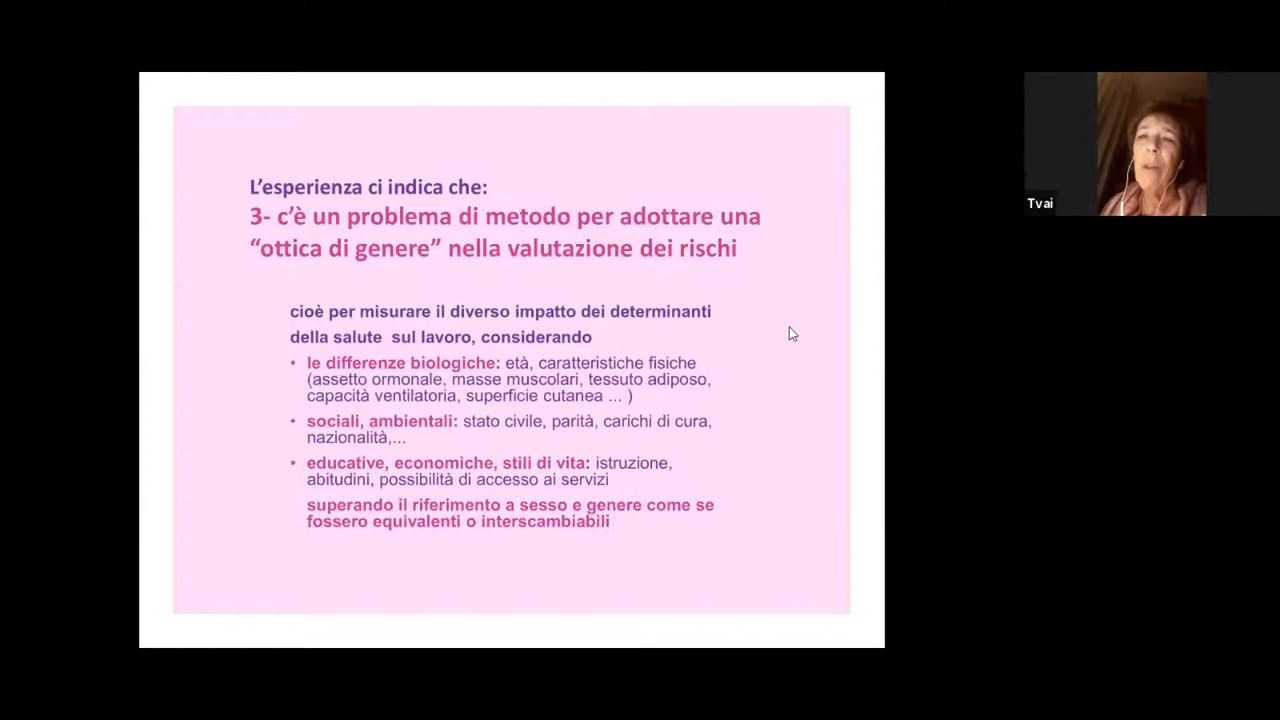 L’esperienza ci indica che:
3- c’è un problema di metodo per adottare una
“ottica di genere” nella valutazione dei rischi
cioè per misurare il diverso impatto dei determinanti
della salute sul lavoro, considerando
• le differenze biologiche: età, caratteristiche fisiche
(assetto ormonale, masse muscolari, tessuto adiposo,
capacità ventilatoria, superficie cutanea ... )
• sociali, ambientali: stato civile, parità, carichi di cura,
nazionalità,...
• educative, economiche, stili di vita: istruzione,
abitudini, possibilità di accesso ai servizi
superando il riferimento a sesso e genere come se
fossero equivalenti o interscambiabili
Tvai